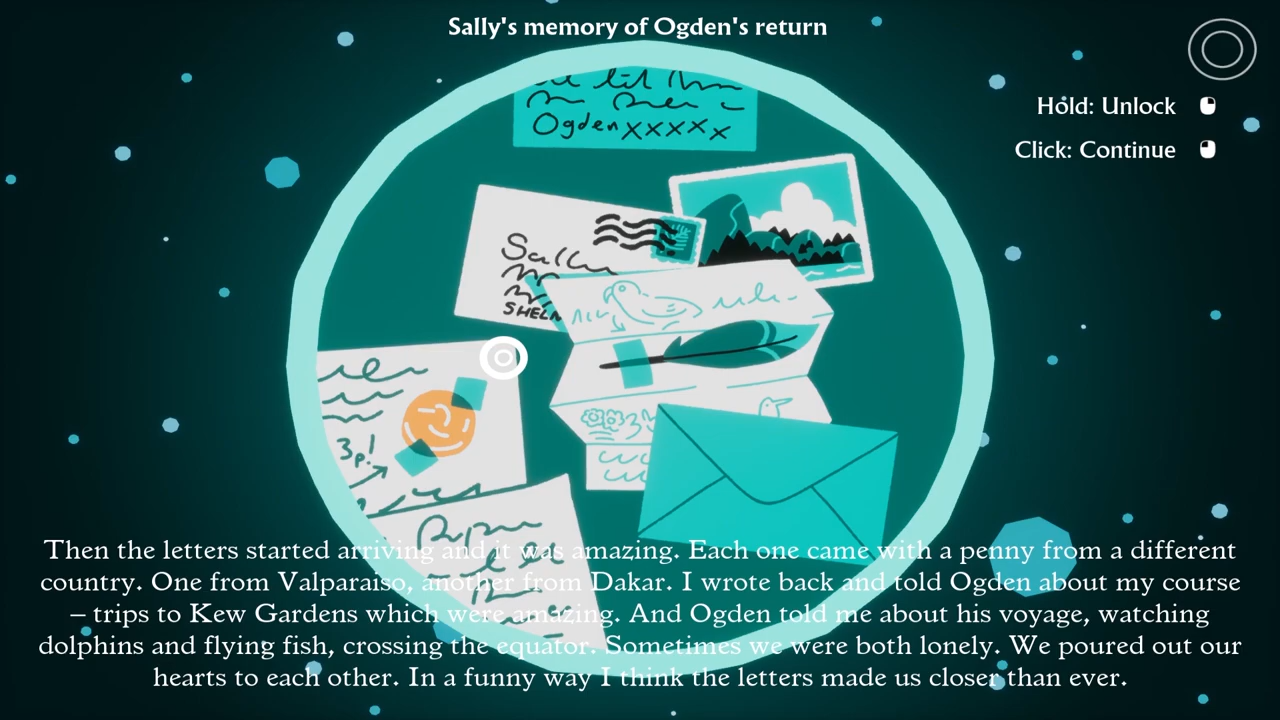 Sally's memory of Ogden's return
Hold: Unlock
Click: Continue
Ogden xxxxx
Sally
SHELN
3p!
Then the letters started arriving and it was amazing. Each one came with a penny from a different
country. One from Valparaiso, another from Dakar. I wrote back and told Ogden about my course
– trips to Kew Gardens which were amazing. And Ogden told me about his voyage, watching
dolphins and flying fish, crossing the equator. Sometimes we were both lonely. We poured out our
hearts to each other. In a funny way I think the letters made us closer than ever.